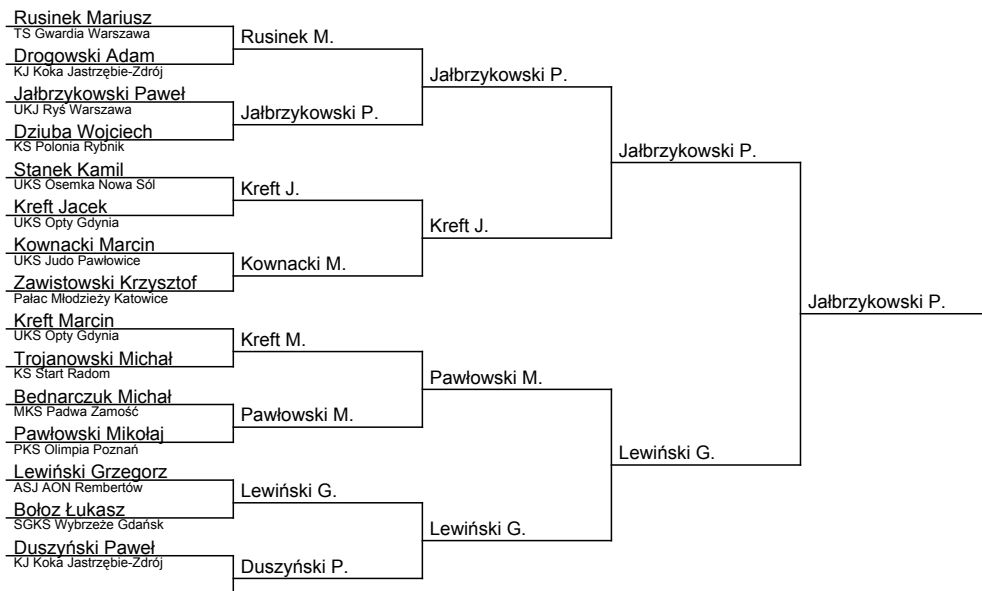 Rusinek Mariusz
TS Gwardia Warszawa
Drogowski Adam
KJ Koka Jastrzębie-Zdrój
Jałbrzykowski Paweł
UKJ Ryś Warszawa
Dziuba Wojciech
KS Polonia Rybnik
Stanek Kamil
UKS Osemka Nowa Sól
Kreft Jacek
UKS Opty Gdynia
Kownacki Marcin
UKS Judo Pawłowice
Zawistowski Krzysztof
Pałac Młodzieży Katowice
Kreft Marcin
UKS Opty Gdynia
Trojanowski Michał
KS Start Radom
Bednarczuk Michał
MKS Padwa Zamość
Pawłowski Mikołaj
PKS Olimpia Poznań
Lewiński Grzegorz
ASJ AON Rembertów
Bołoz Łukasz
SGKS Wybrzeże Gdańsk
Duszyński Paweł
KJ Koka Jastrzębie-Zdrój
Rusinek M.
Jałbrzykowski P.
Kreft J.
Kownacki M.
Kreft M.
Pawłowski M.
Lewiński G.
Duszyński P.
Jałbrzykowski P.
Kreft J.
Pawłowski M.
Lewiński G.
Jałbrzykowski P.
Lewiński G.
Jałbrzykowski P.